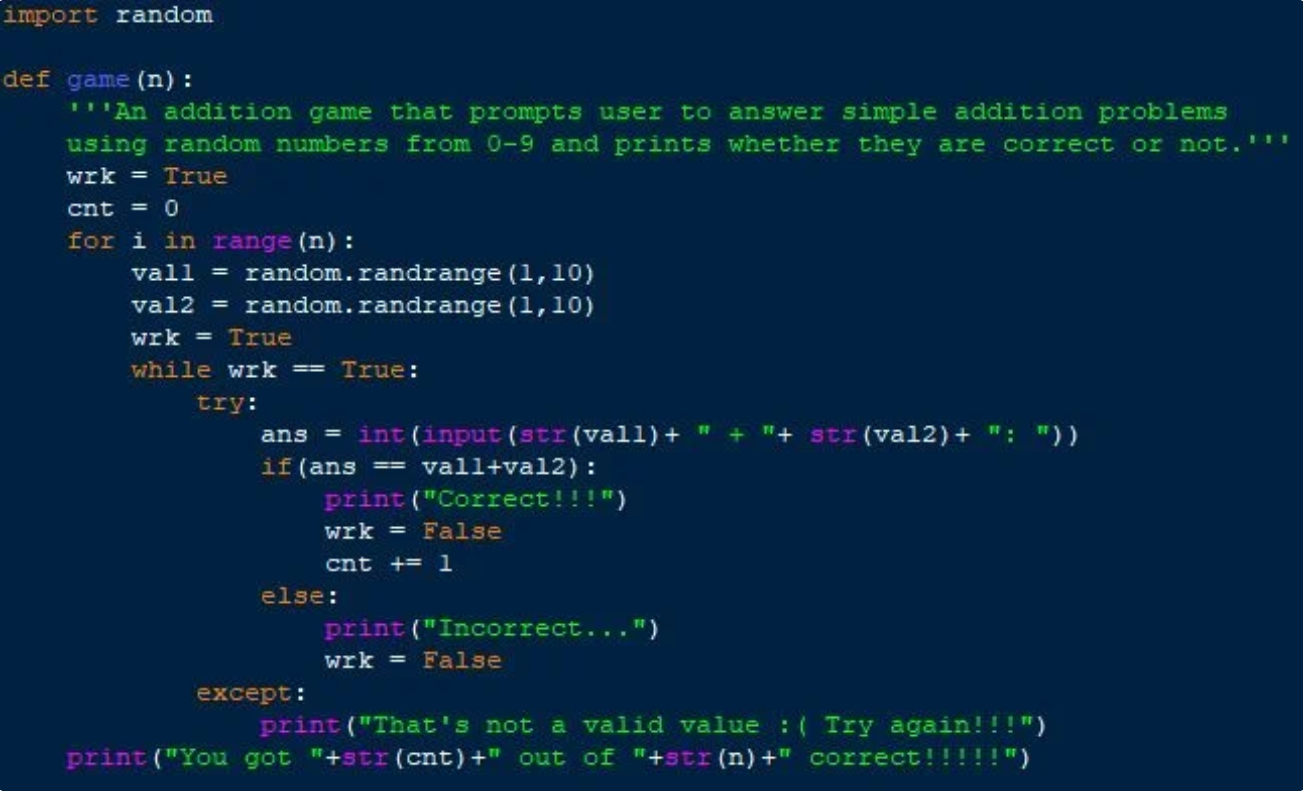 import random
def game(n):
    '''An addition game that prompts user to answer simple addition problems
    using random numbers from 0-9 and prints whether they are correct or not.'''
    wrk = True
    cnt = 0
    for i in range(n):
        val1 = random.randrange(1,10)
        val2 = random.randrange(1,10)
        wrk = True
        while wrk == True:
            try:
                ans = int(input(str(val1)+ " + "+ str(val2)+ ": "))
                if(ans == val1+val2):
                    print("Correct!!!")
                    wrk = False
                    cnt += 1
                else:
                    print("Incorrect...")
                    wrk = False
            except:
                print("That's not a valid value :( Try again!!!")
    print("You got "+str(cnt)+" out of "+str(n)+" correct!!!!!")